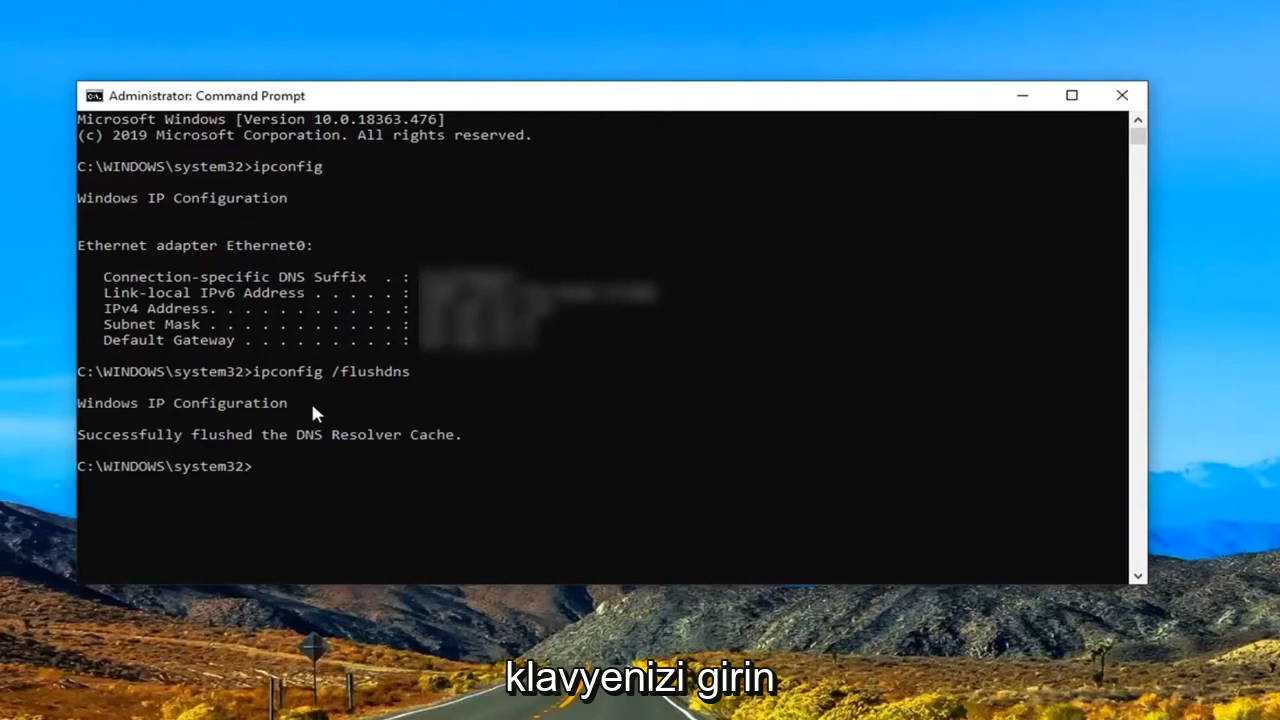 Administrator: Command Prompt
Microsoft Windows [Version 10.0.18363.476]
(c) 2019 Microsoft Corporation. All rights reserved.
C:\WINDOWS\system32>ipconfig
Windows IP Configuration
Ethernet adapter Ethernet0:
Connection-specific DNS Suffix . :
Link-local IPv6 Address . . . . . :
IPv4 Address. . . . . . . . . . . :
Subnet Mask . . . . . . . . . . . :
Default Gateway . . . . . . . . . :
C:\WINDOWS\system32>ipconfig /flushdns
Windows IP Configuration
Successfully flushed the DNS Resolver Cache.
C:\WINDOWS\system32>
klavyenizi girin